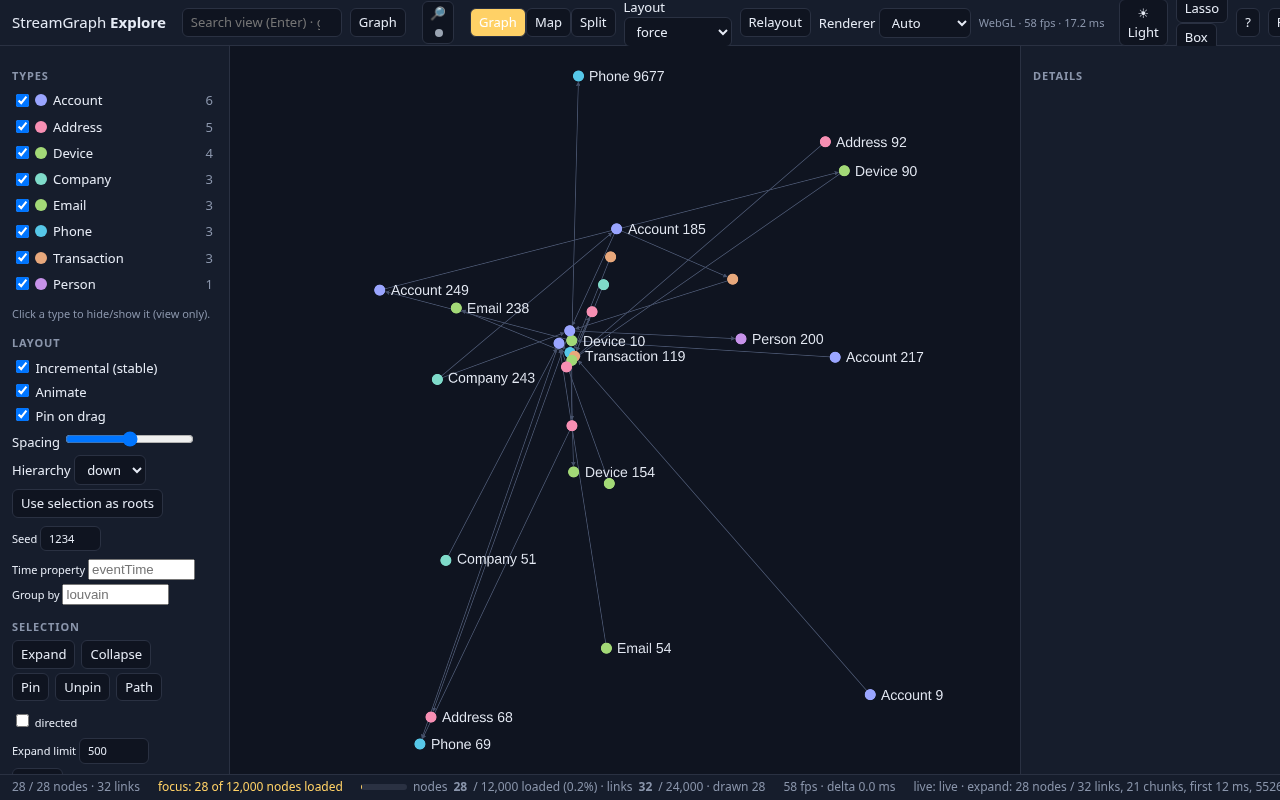 StreamGraph Explore
Graph
Graph Map Split
Layout
force
Relayout
Renderer Auto
WebGL · 58 fps · 17.2 ms
☀
Light
Lasso
Box
?
Search view (Enter) ·
TYPES
Account 6
Address 5
Device 4
Company 3
Email 3
Phone 3
Transaction 3
Person 1
Click a type to hide/show it (view only).
LAYOUT
Incremental (stable)
Animate
Pin on drag
Spacing
Hierarchy down
Use selection as roots
Seed 1234
Time property eventTime
Group by louvain
SELECTION
Expand Collapse
Pin Unpin Path
directed
Expand limit 500
Phone 9677
Address 92
Device 90
Account 185
Account 249
Email 238
Device 10
Person 200
Transaction 119
Account 217
Company 243
Device 154
Company 51
Email 54
Account 9
Address 68
Phone 69
DETAILS
28 / 28 nodes · 32 links focus: 28 of 12,000 nodes loaded nodes 28 / 12,000 loaded (0.2%) · links 32 / 24,000 · drawn 28 58 fps · delta 0.0 ms live: live · expand: 28 nodes / 32 links, 21 chunks, first 12 ms,